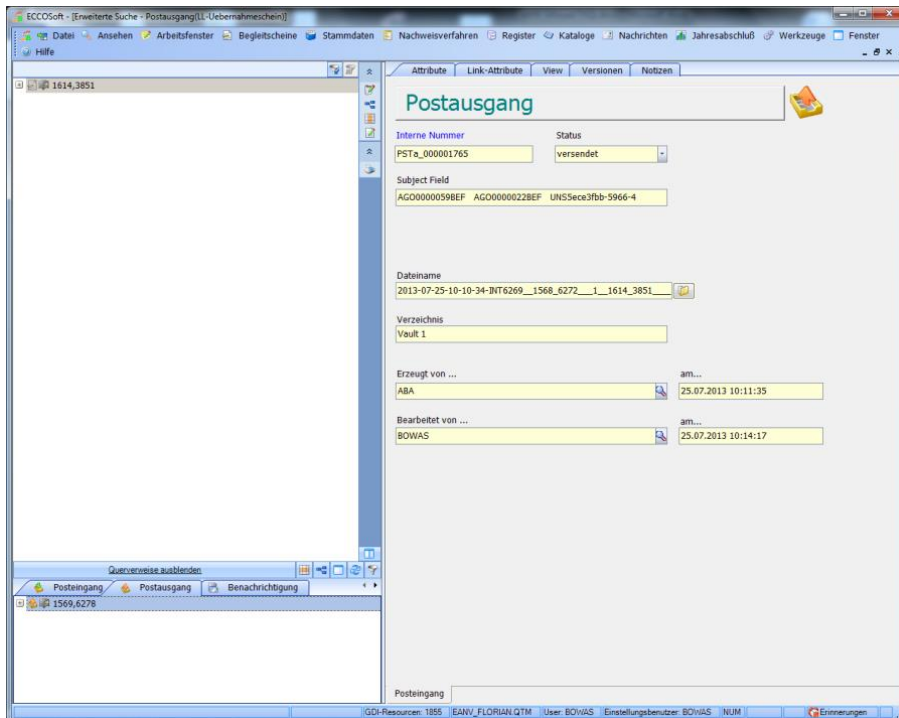 ECCOSoft - [Erweiterte Suche - Postausgang(LL-Uebernahmeschein)]
Datei Ansehen Arbeitsfenster Begleitscheine Stammdaten Nachweisverfahren Register Kataloge Nachrichten Jahresabschluß Werkzeuge Fenster
Hilfe
1614,3851
Attribute Link-Attribute View Versionen Notizen
Postausgang
Interne Nummer Status
PSTa_000001765 versendet
Subject Field
AGO0000059BEF AGO0000022BEF UNS5ece3fbb-5966-4
Dateiname
2013-07-25-10-10-34-INT6269__1568_6272___1__1614_3851____
Verzeichnis
Vault 1
Erzeugt von ... am...
ABA 25.07.2013 10:11:35
Bearbeitet von ... am...
BOWAS 25.07.2013 10:14:17
Querverweise ausblenden
Posteingang Postausgang Benachrichtigung
1569,6278
Posteingang
GDI-Resourcen: 1855 EANV_FLORIAN.QTM User: BOWAS Einstellungsbenutzer: BOWAS NUM Erinnerungen